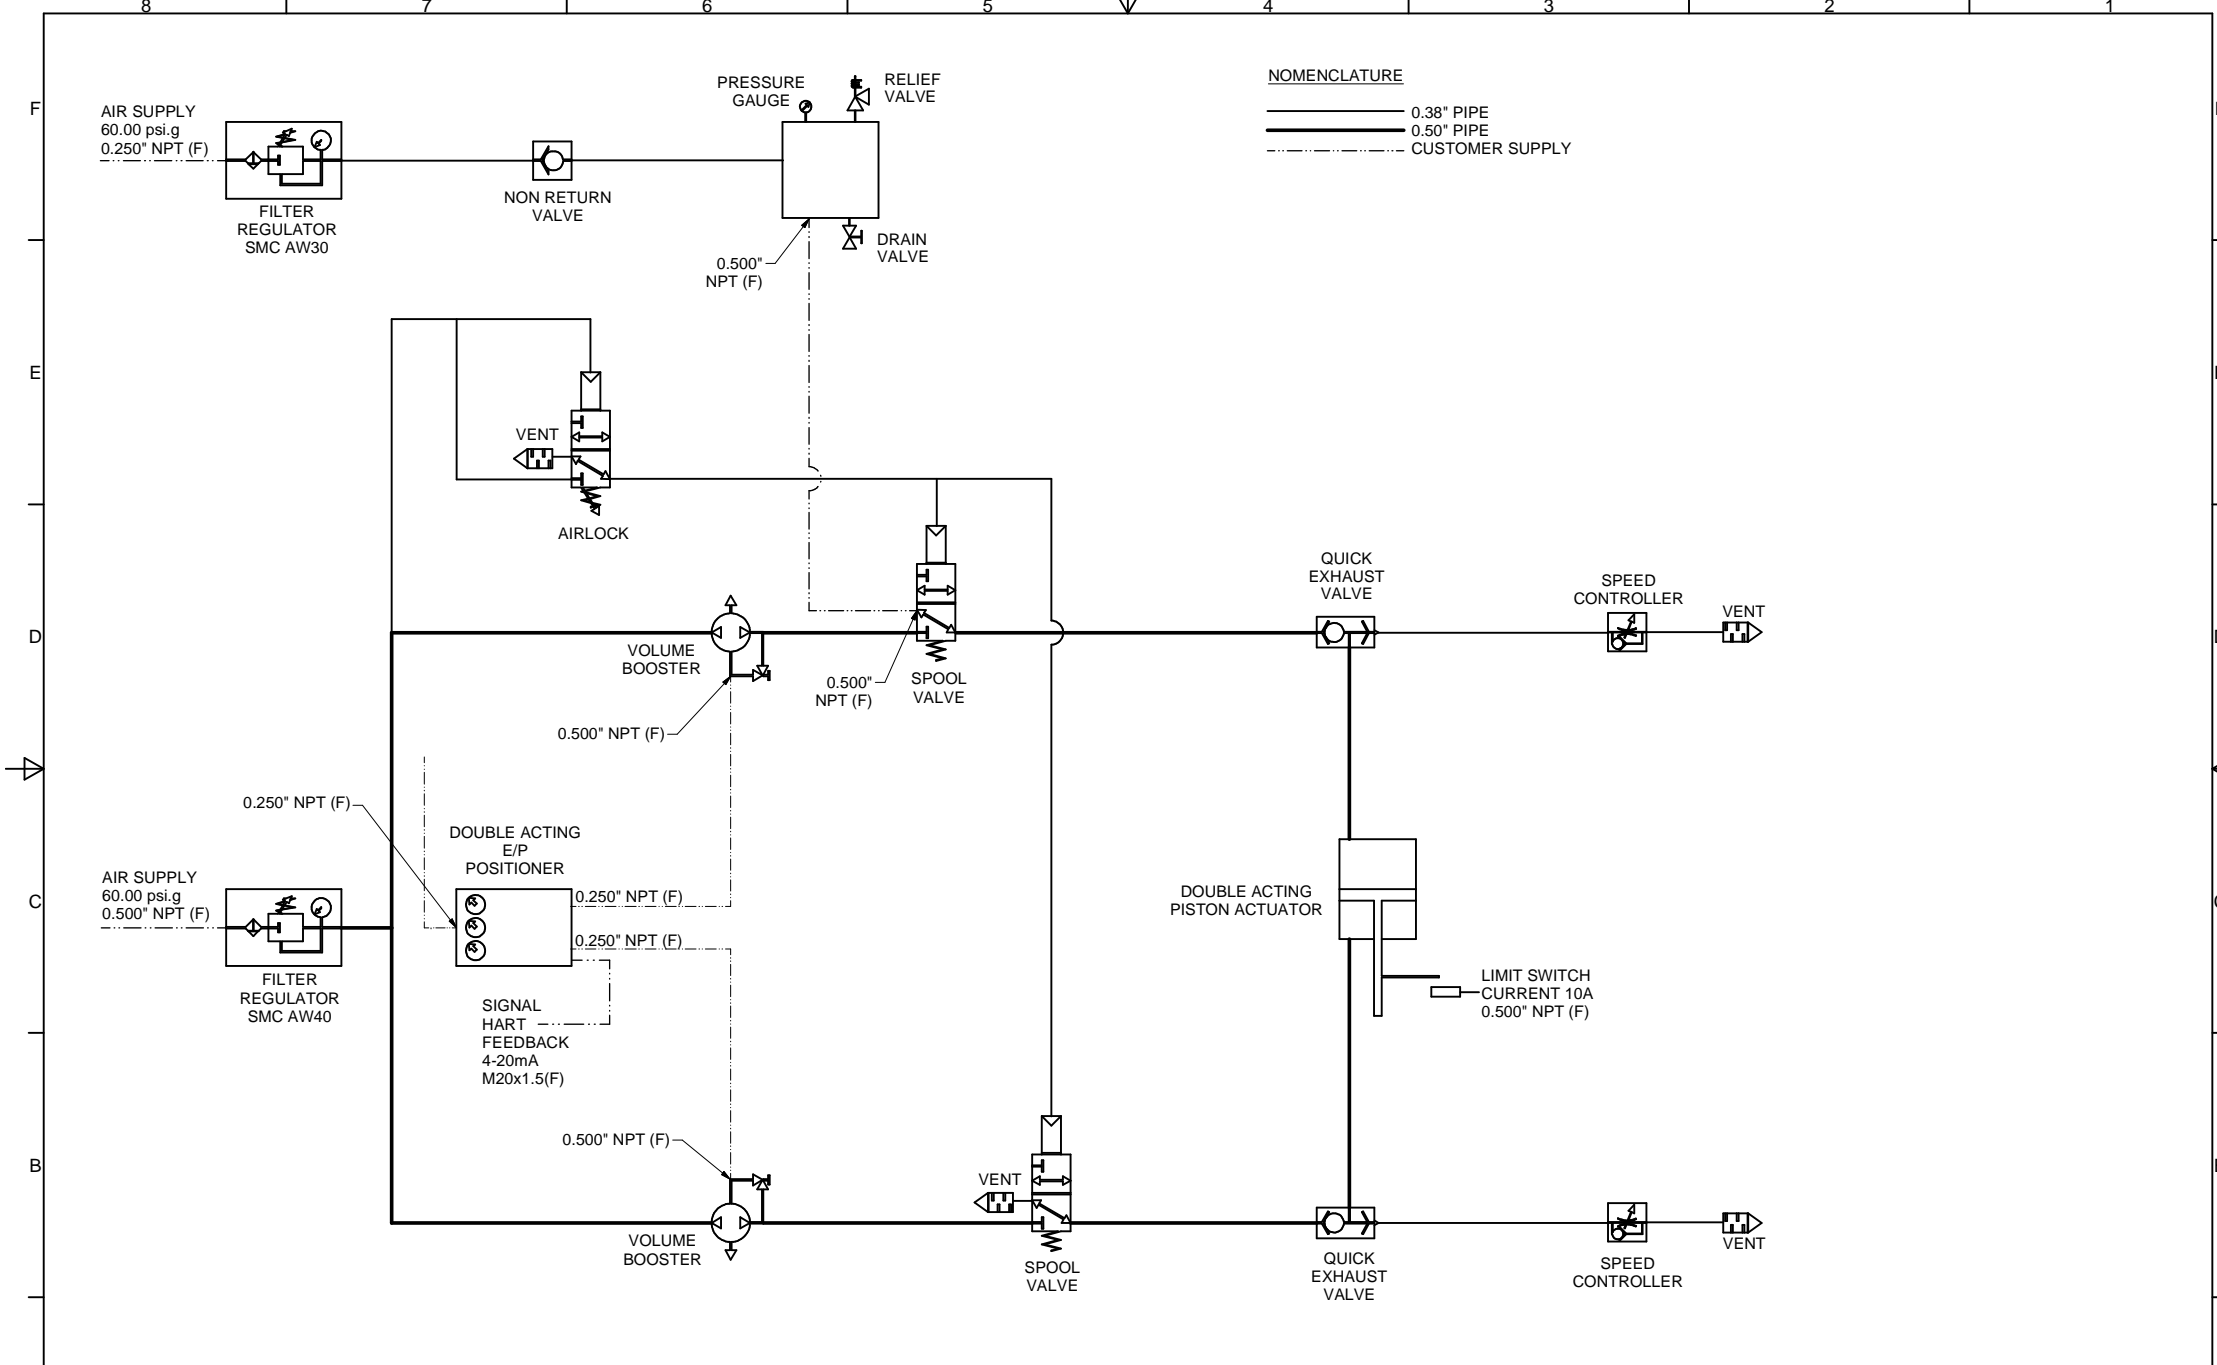 8
7
6
5
4
3
2
1
F
E
D
C
B
AIR SUPPLY
60.00 psi.g
0.250" NPT (F)
FILTER
REGULATOR
SMC AW30
NON RETURN
VALVE
PRESSURE
GAUGE
RELIEF
VALVE
DRAIN
VALVE
0.500"
NPT (F)
NOMENCLATURE
0.38" PIPE
0.50" PIPE
CUSTOMER SUPPLY
VENT
AIRLOCK
VOLUME
BOOSTER
0.500" NPT (F)
0.500"
NPT (F)
SPOOL
VALVE
QUICK
EXHAUST
VALVE
SPEED
CONTROLLER
VENT
0.250" NPT (F)
DOUBLE ACTING
E/P
POSITIONER
AIR SUPPLY
60.00 psi.g
0.500" NPT (F)
FILTER
REGULATOR
SMC AW40
0.250" NPT (F)
0.250" NPT (F)
SIGNAL
HART
FEEDBACK
4-20mA
M20x1.5(F)
DOUBLE ACTING
PISTON ACTUATOR
LIMIT SWITCH
CURRENT 10A
0.500" NPT (F)
0.500" NPT (F)
VOLUME
BOOSTER
VENT
SPOOL
VALVE
QUICK
EXHAUST
VALVE
SPEED
CONTROLLER
VENT